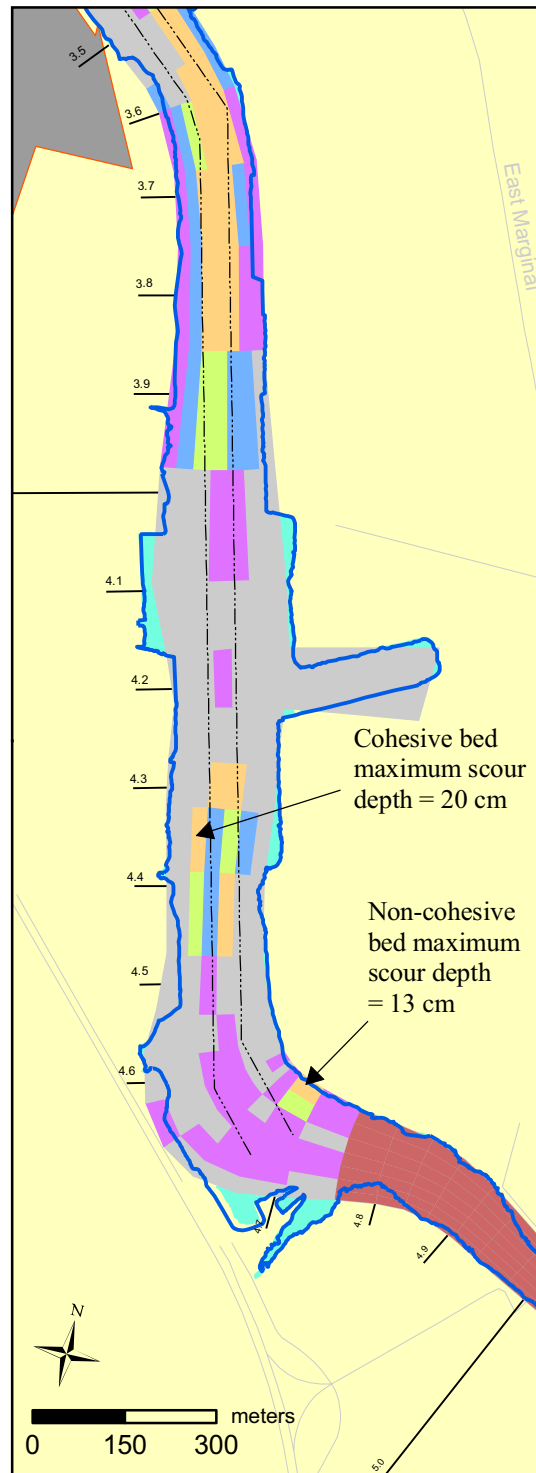 3.5
3.6
East Marginal
3.7
3.8
3.9
4.1
4.2
Cohesive bed
maximum scour
depth = 20 cm
4.3
4.4
Non-cohesive
bed maximum
scour depth
= 13 cm
4.5
4.6
4.7
4.8
4.9
N
meters
0 150 300
5.0